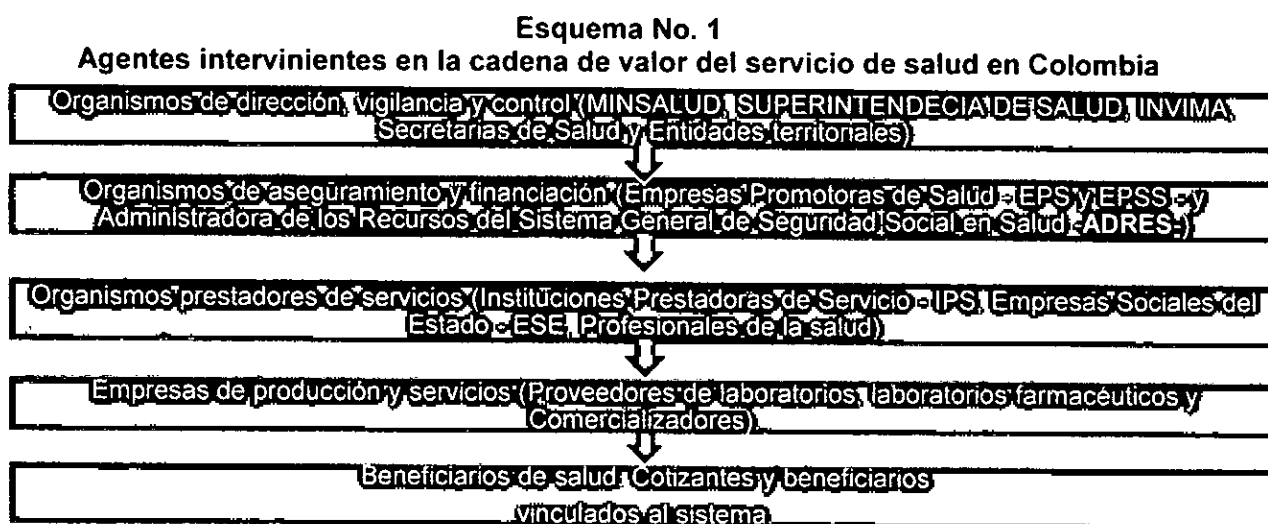 Esquema No. 1
Agentes intervinientes en la cadena de valor del servicio de salud en Colombia
Organismos de dirección, vigilancia y control (MINSALUD, SUPERINTENDECIA DE SALUD, INVIMA,
Secretarias de Salud y Entidades territoriales)
Organismos de aseguramiento y financiación (Empresas Promotoras de Salud - EPS y EPSS - y
Administradora de los Recursos del Sistema General de Seguridad Social en Salud -ADRES-)
Organismos prestadores de servicios (Instituciones Prestadoras de Servicio - IPS, Empresas Sociales del
Estado - ESE, Profesionales de la salud)
Empresas de producción y servicios (Proveedores de laboratorios, laboratorios farmacéuticos y
Comercializadores)
Beneficiarios de salud: Cotizantes y beneficiarios
vinculados al sistema